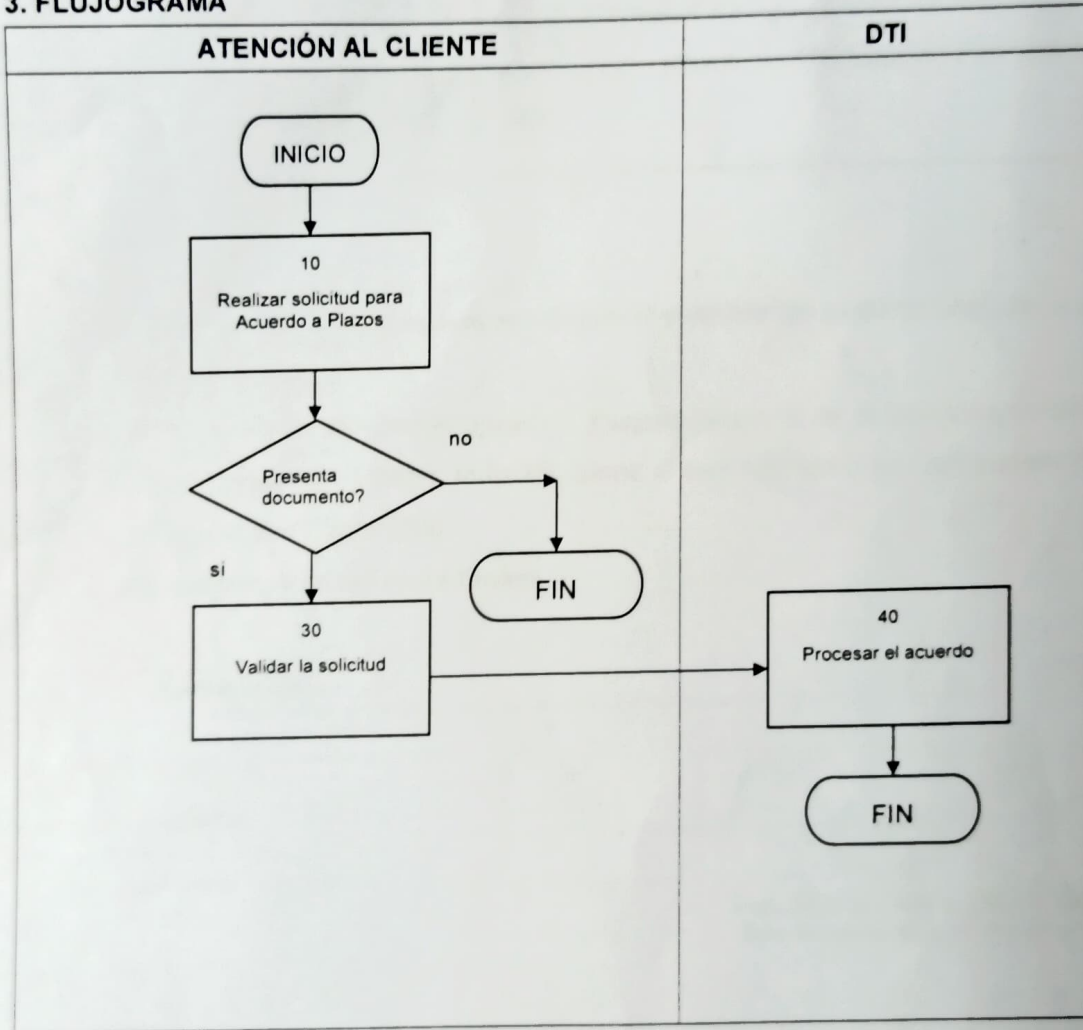 3. FLUJOGRAMA
ATENCIÓN AL CLIENTE
DTI
INICIO
10
Realizar solicitud para
Acuerdo a Plazos
no
Presenta
documento?
si
FIN
30
Validar la solicitud
40
Procesar el acuerdo
FIN